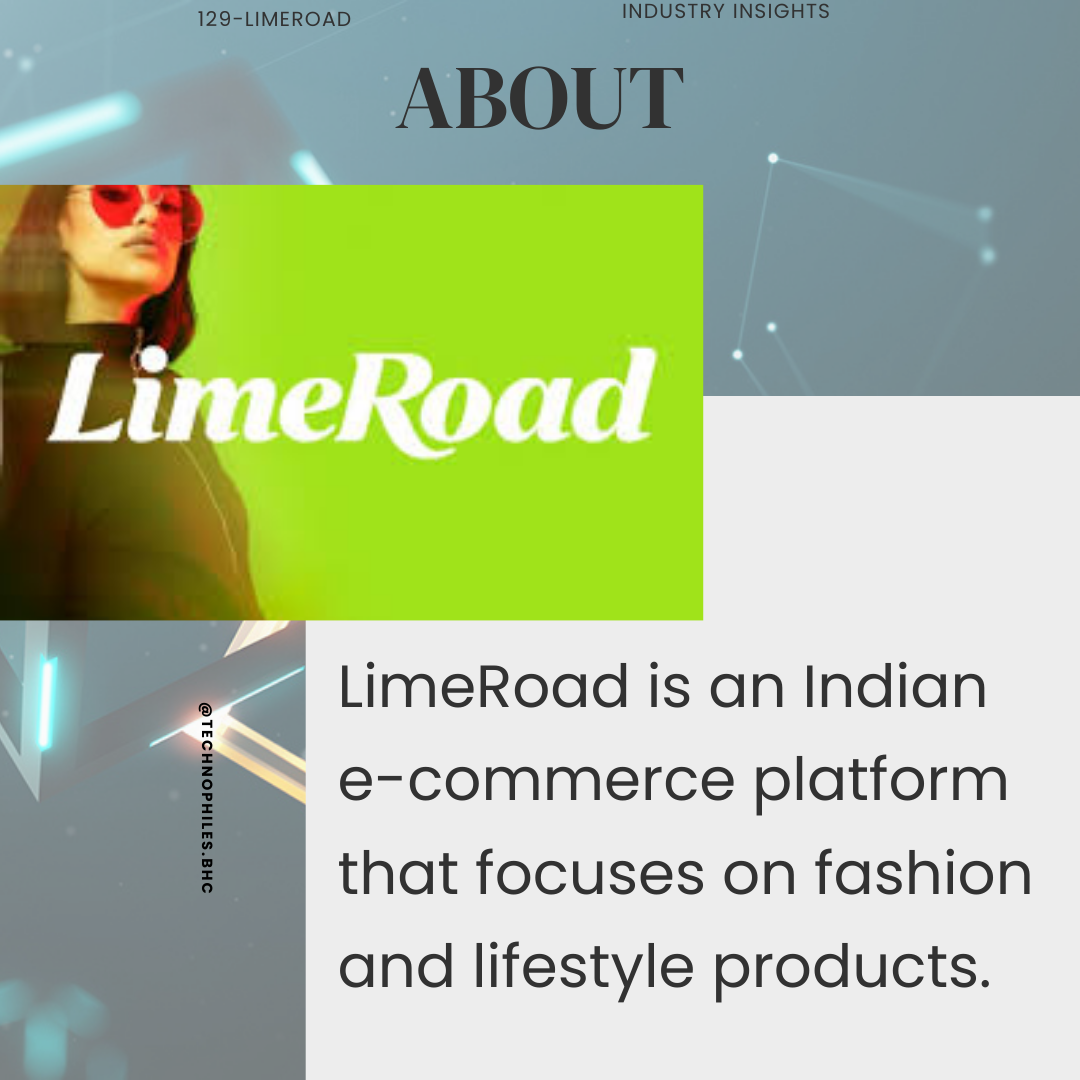 129-LIMEROAD
INDUSTRY INSIGHTS
ABOUT
LimeRoad
LimeRoad is an Indian
e-commerce platform
that focuses on fashion
and lifestyle products.
@TECHNOPHILES.BHC